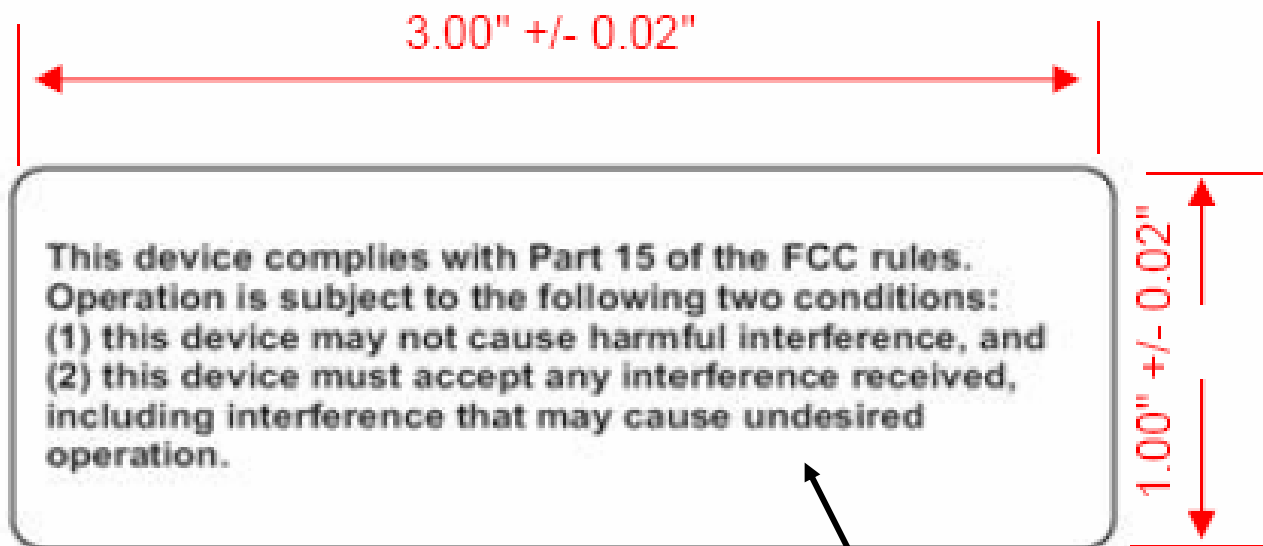 3.00" +/- 0.02"
This device complies with Part 15 of the FCC rules.
Operation is subject to the following two conditions:
(1) this device may not cause harmful interference, and
(2) this device must accept any interference received,
including interference that may cause undesired
operation.
1.00" +/- 0.02"